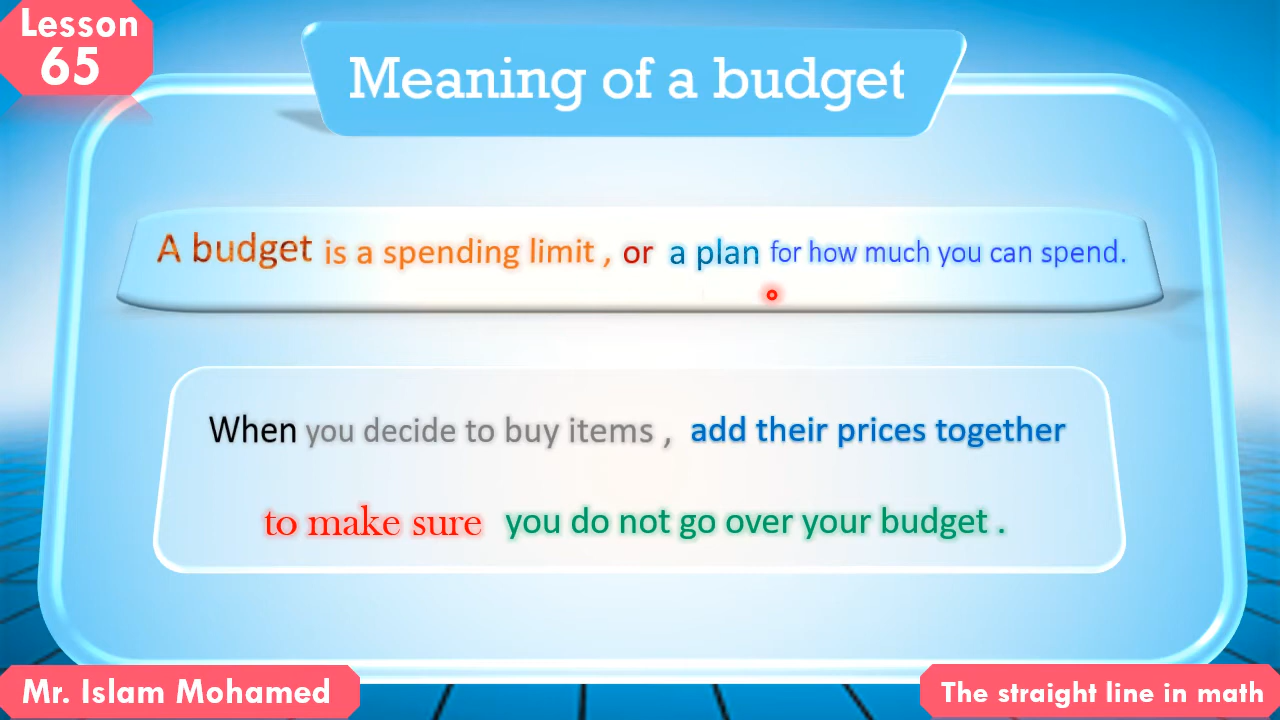 Lesson
65
Meaning of a budget
A budget is a spending limit , or a plan for how much you can spend.
When you decide to buy items , add their prices together
to make sure you do not go over your budget .
Mr. Islam Mohamed
The straight line in math